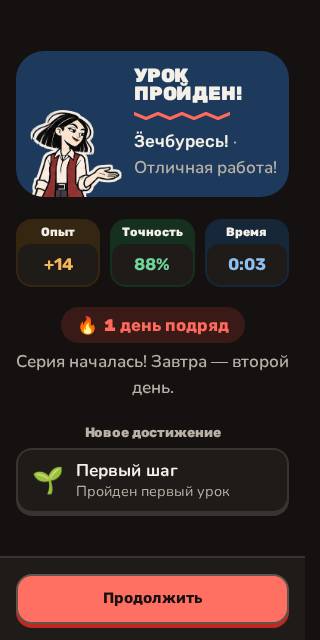 УРОК
ПРОЙДЕН!
Ӟечбуресь! ·
Отличная работа!
Опыт
Точность
Время
+14
88%
0:03
🔥 1 день подряд
Серия началась! Завтра — второй
день.
Новое достижение
Первый шаг
Пройден первый урок
Продолжить